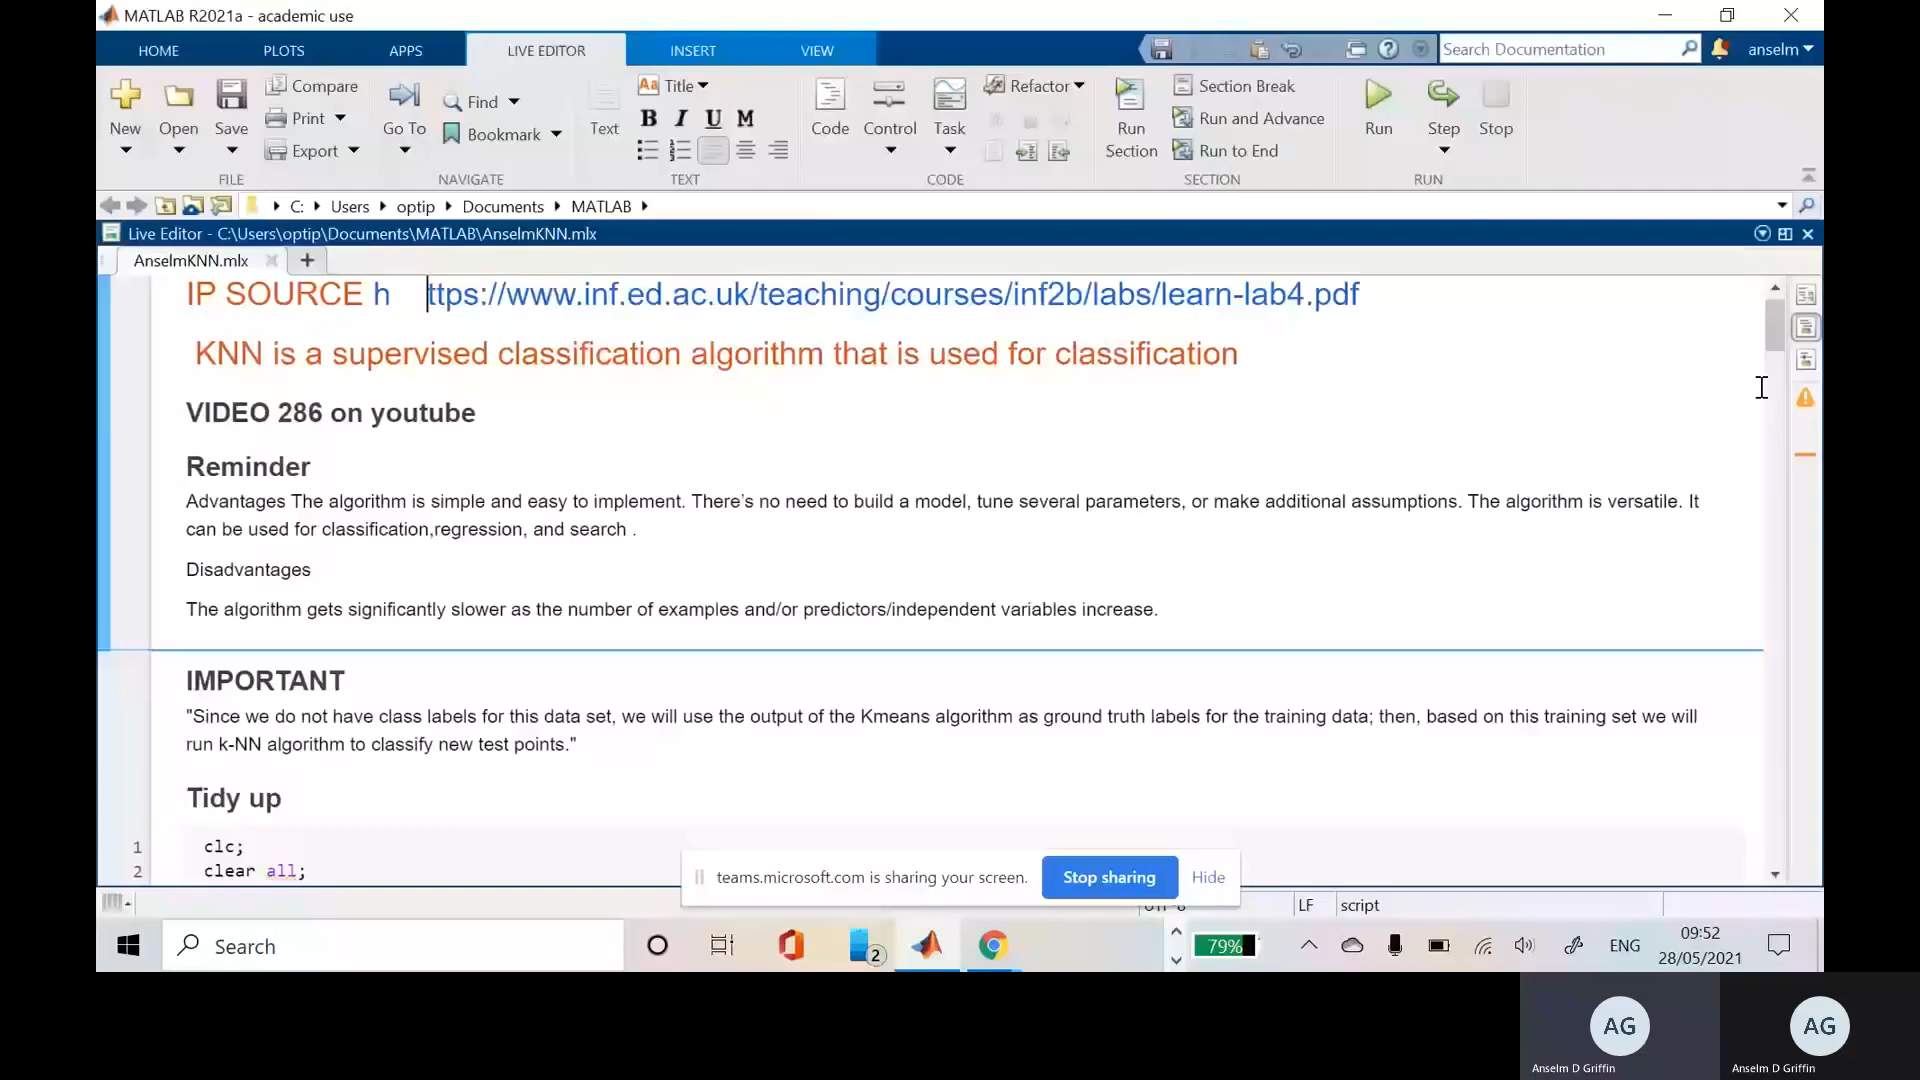 MATLAB R2021a - academic use
HOME PLOTS APPS LIVE EDITOR INSERT VIEW Search Documentation anselm
New Open Save Compare Print Export Go To Find Bookmark Text Aa Title B I U M Code Control Task Refactor Run Section Section Break Run and Advance Run to End Run Step Stop
FILE NAVIGATE TEXT CODE SECTION RUN
C: Users optip Documents MATLAB
Live Editor - C:\Users\optip\Documents\MATLAB\AnselmKNN.mlx
AnselmKNN.mlx
IP SOURCE h ttps://www.inf.ed.ac.uk/teaching/courses/inf2b/labs/learn-lab4.pdf
KNN is a supervised classification algorithm that is used for classification
VIDEO 286 on youtube
Reminder
Advantages The algorithm is simple and easy to implement. There's no need to build a model, tune several parameters, or make additional assumptions. The algorithm is versatile. It
can be used for classification,regression, and search .
Disadvantages
The algorithm gets significantly slower as the number of examples and/or predictors/independent variables increase.
IMPORTANT
"Since we do not have class labels for this data set, we will use the output of the Kmeans algorithm as ground truth labels for the training data; then, based on this training set we will
run k-NN algorithm to classify new test points."
Tidy up
1 clc;
2 clear all;
teams.microsoft.com is sharing your screen. Stop sharing Hide
LF script
Search 2 79% ENG 09:52
28/05/2021
AG AG
Anselm D Griffin Anselm D Griffin